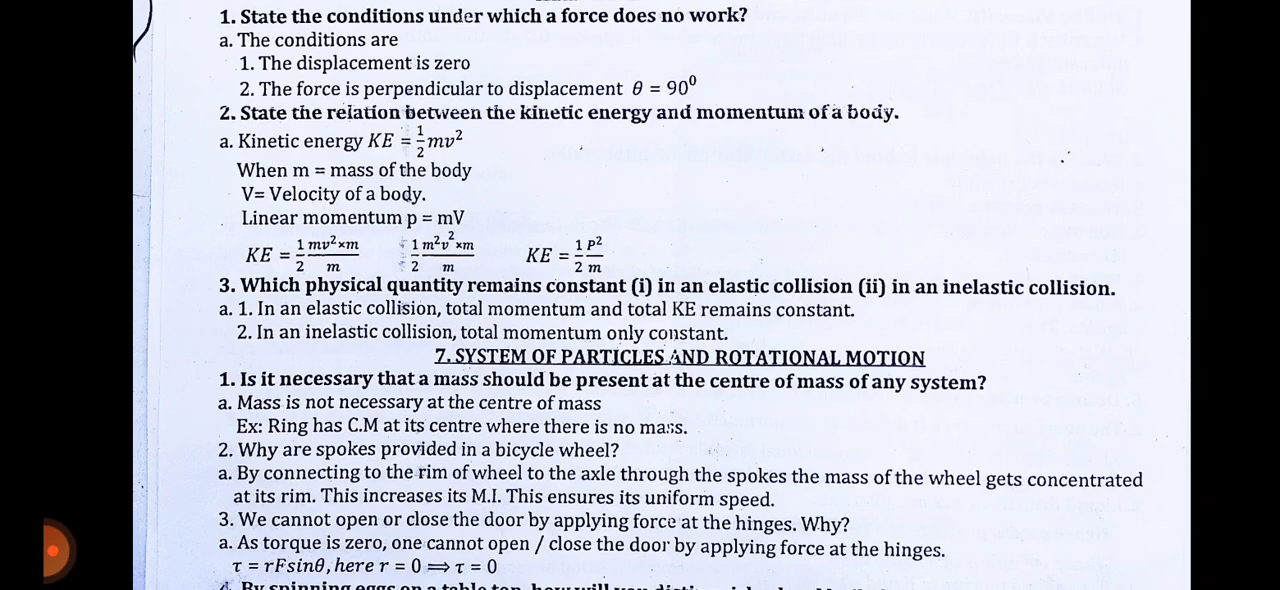 1. State the conditions under which a force does no work?
a. The conditions are
1. The displacement is zero
2. The force is perpendicular to displacement θ = 90⁰
2. State the relation between the kinetic energy and momentum of a body.
a. Kinetic energy KE = 1/2 mv²
When m = mass of the body
V= Velocity of a body.
Linear momentum p = mV
KE = 1/2 mv²×m/m = 1/2 m²v²×m/m KE = 1/2 P²/m
3. Which physical quantity remains constant (i) in an elastic collision (ii) in an inelastic collision.
a. 1. In an elastic collision, total momentum and total KE remains constant.
2. In an inelastic collision, total momentum only constant.
7. SYSTEM OF PARTICLES AND ROTATIONAL MOTION
1. Is it necessary that a mass should be present at the centre of mass of any system?
a. Mass is not necessary at the centre of mass
Ex: Ring has C.M at its centre where there is no mass.
2. Why are spokes provided in a bicycle wheel?
a. By connecting to the rim of wheel to the axle through the spokes the mass of the wheel gets concentrated
at its rim. This increases its M.I. This ensures its uniform speed.
3. We cannot open or close the door by applying force at the hinges. Why?
a. As torque is zero, one cannot open / close the door by applying force at the hinges.
τ = rFsinθ, here r = 0 ⟹ τ = 0
4. By spinning eggs on a table top, how will you